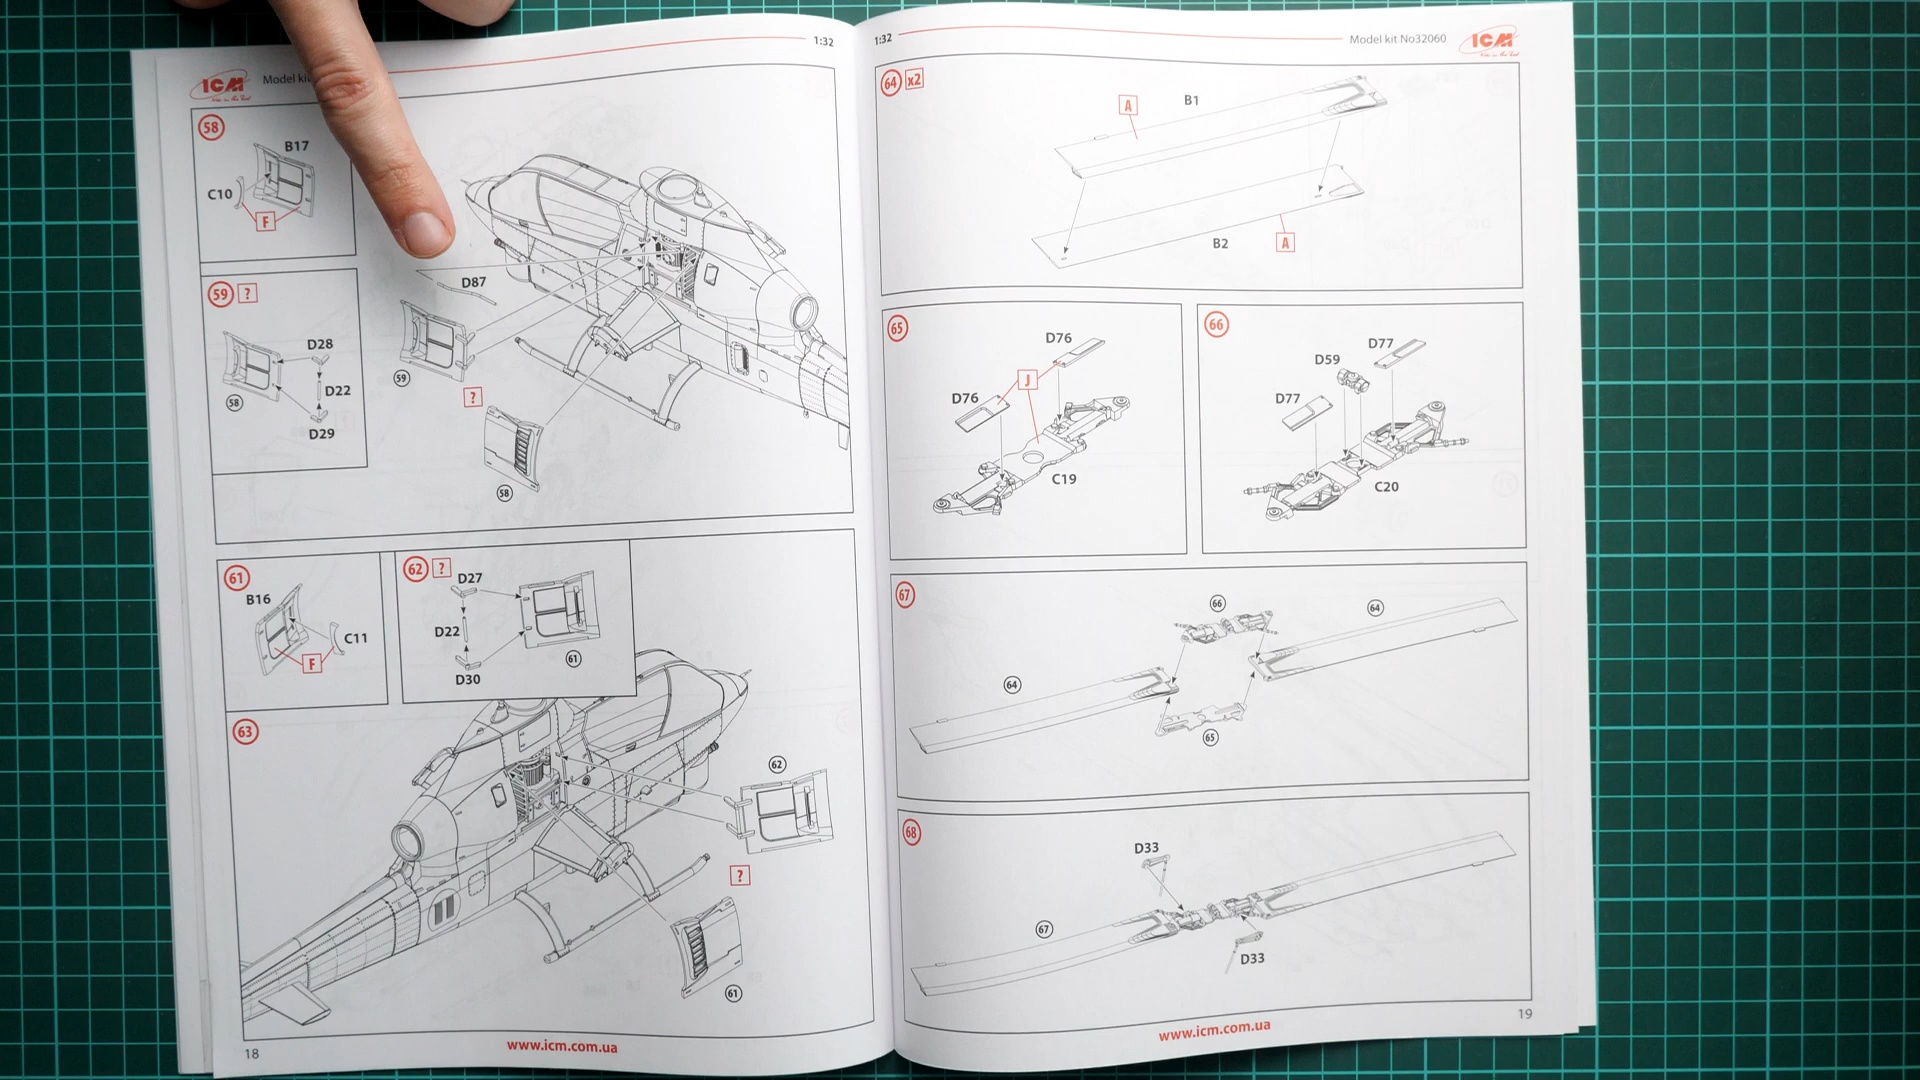 ICM
Model ki
1:32
58
B17
C10
F
59 ?
D28
D22
D29
58
D87
59
?
58
61
B16
C11
F
62 ?
D27
D22
D30
61
63
62
?
61
18
www.icm.com.ua
1:32
Model kit No32060
ICM
64 x2
A
B1
B2
A
65
D76
J
D76
C19
66
D77
D59
D77
C20
67
66
64
64
65
68
D33
67
D33
www.icm.com.ua
19